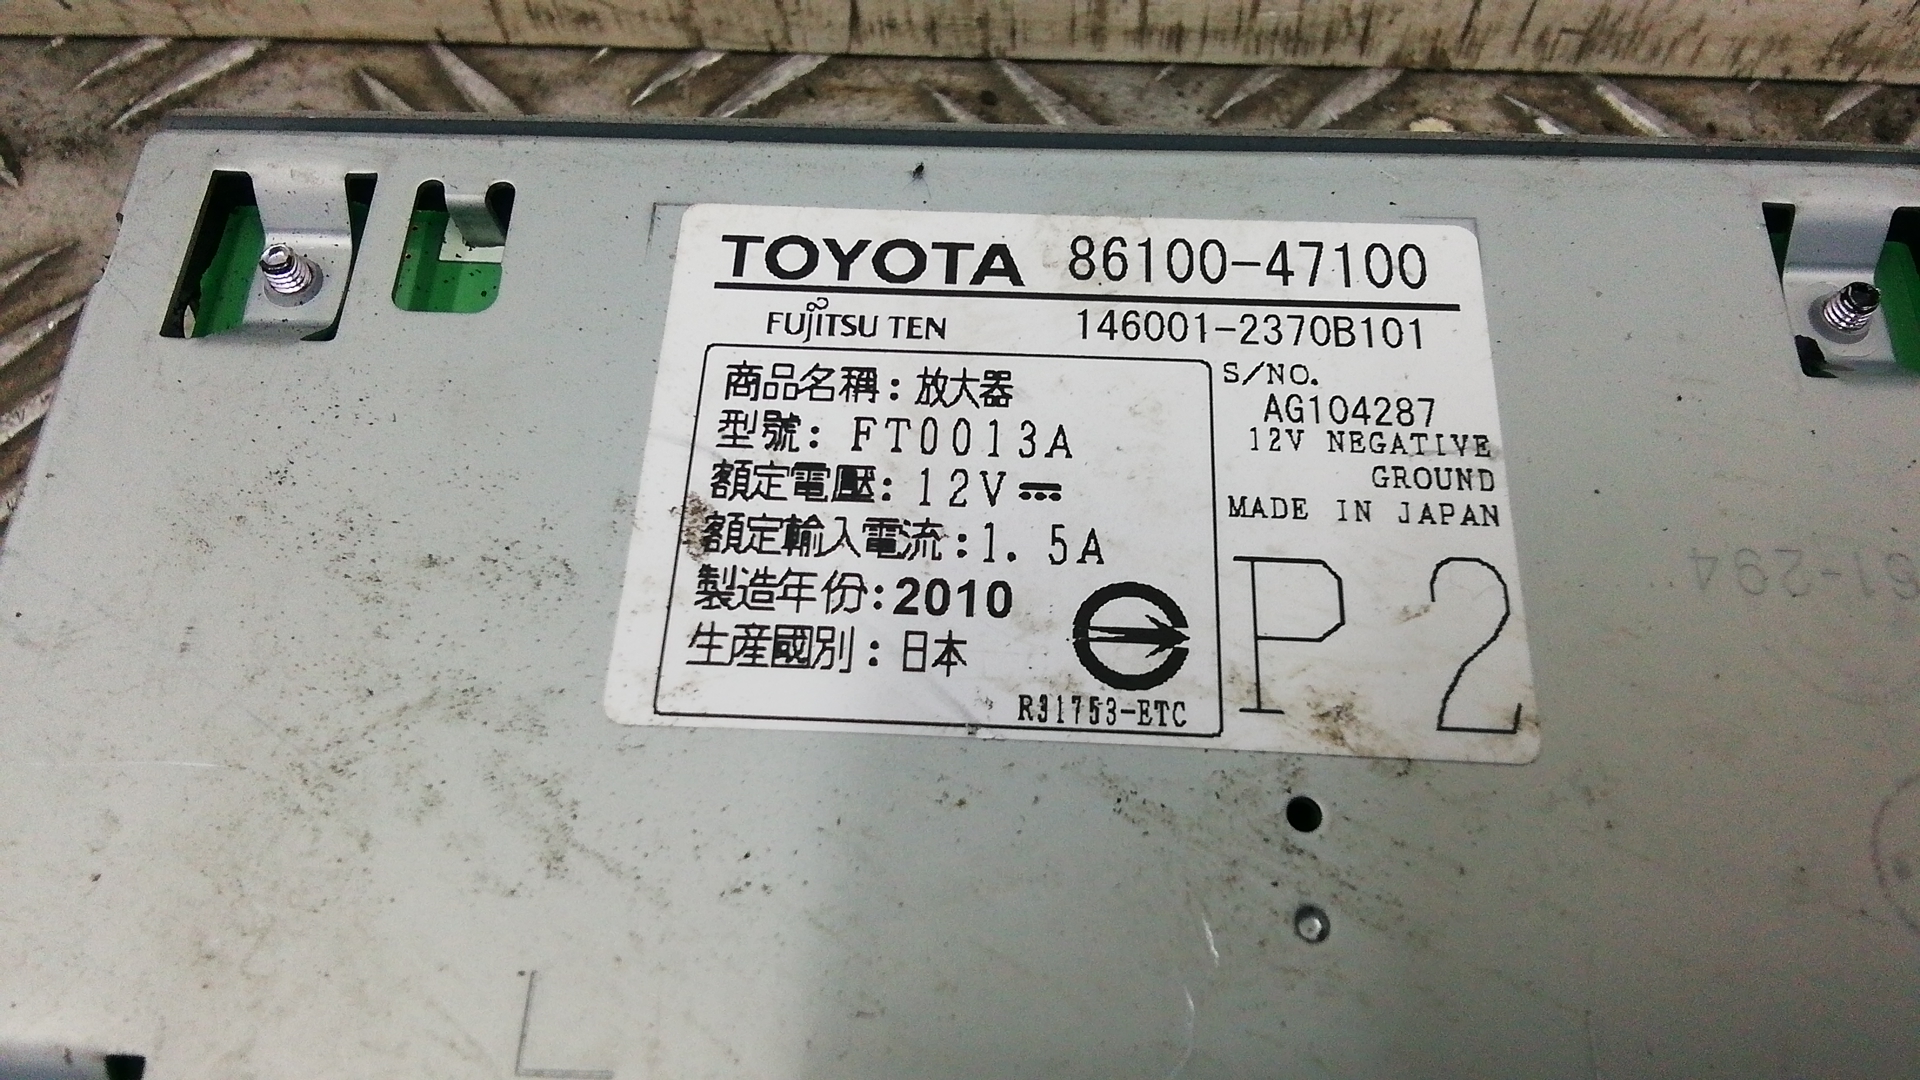 TOYOTA 86100-47100
FUJITSU TEN 146001-2370B101
商品名稱：放大器
型號：FT0013A
額定電壓：12V⎓
額定輸入電流：1.5A
製造年份：2010
生產國別：日本
R31753-ETC
S/NO.
AG104287
12V NEGATIVE
GROUND
MADE IN JAPAN
P2